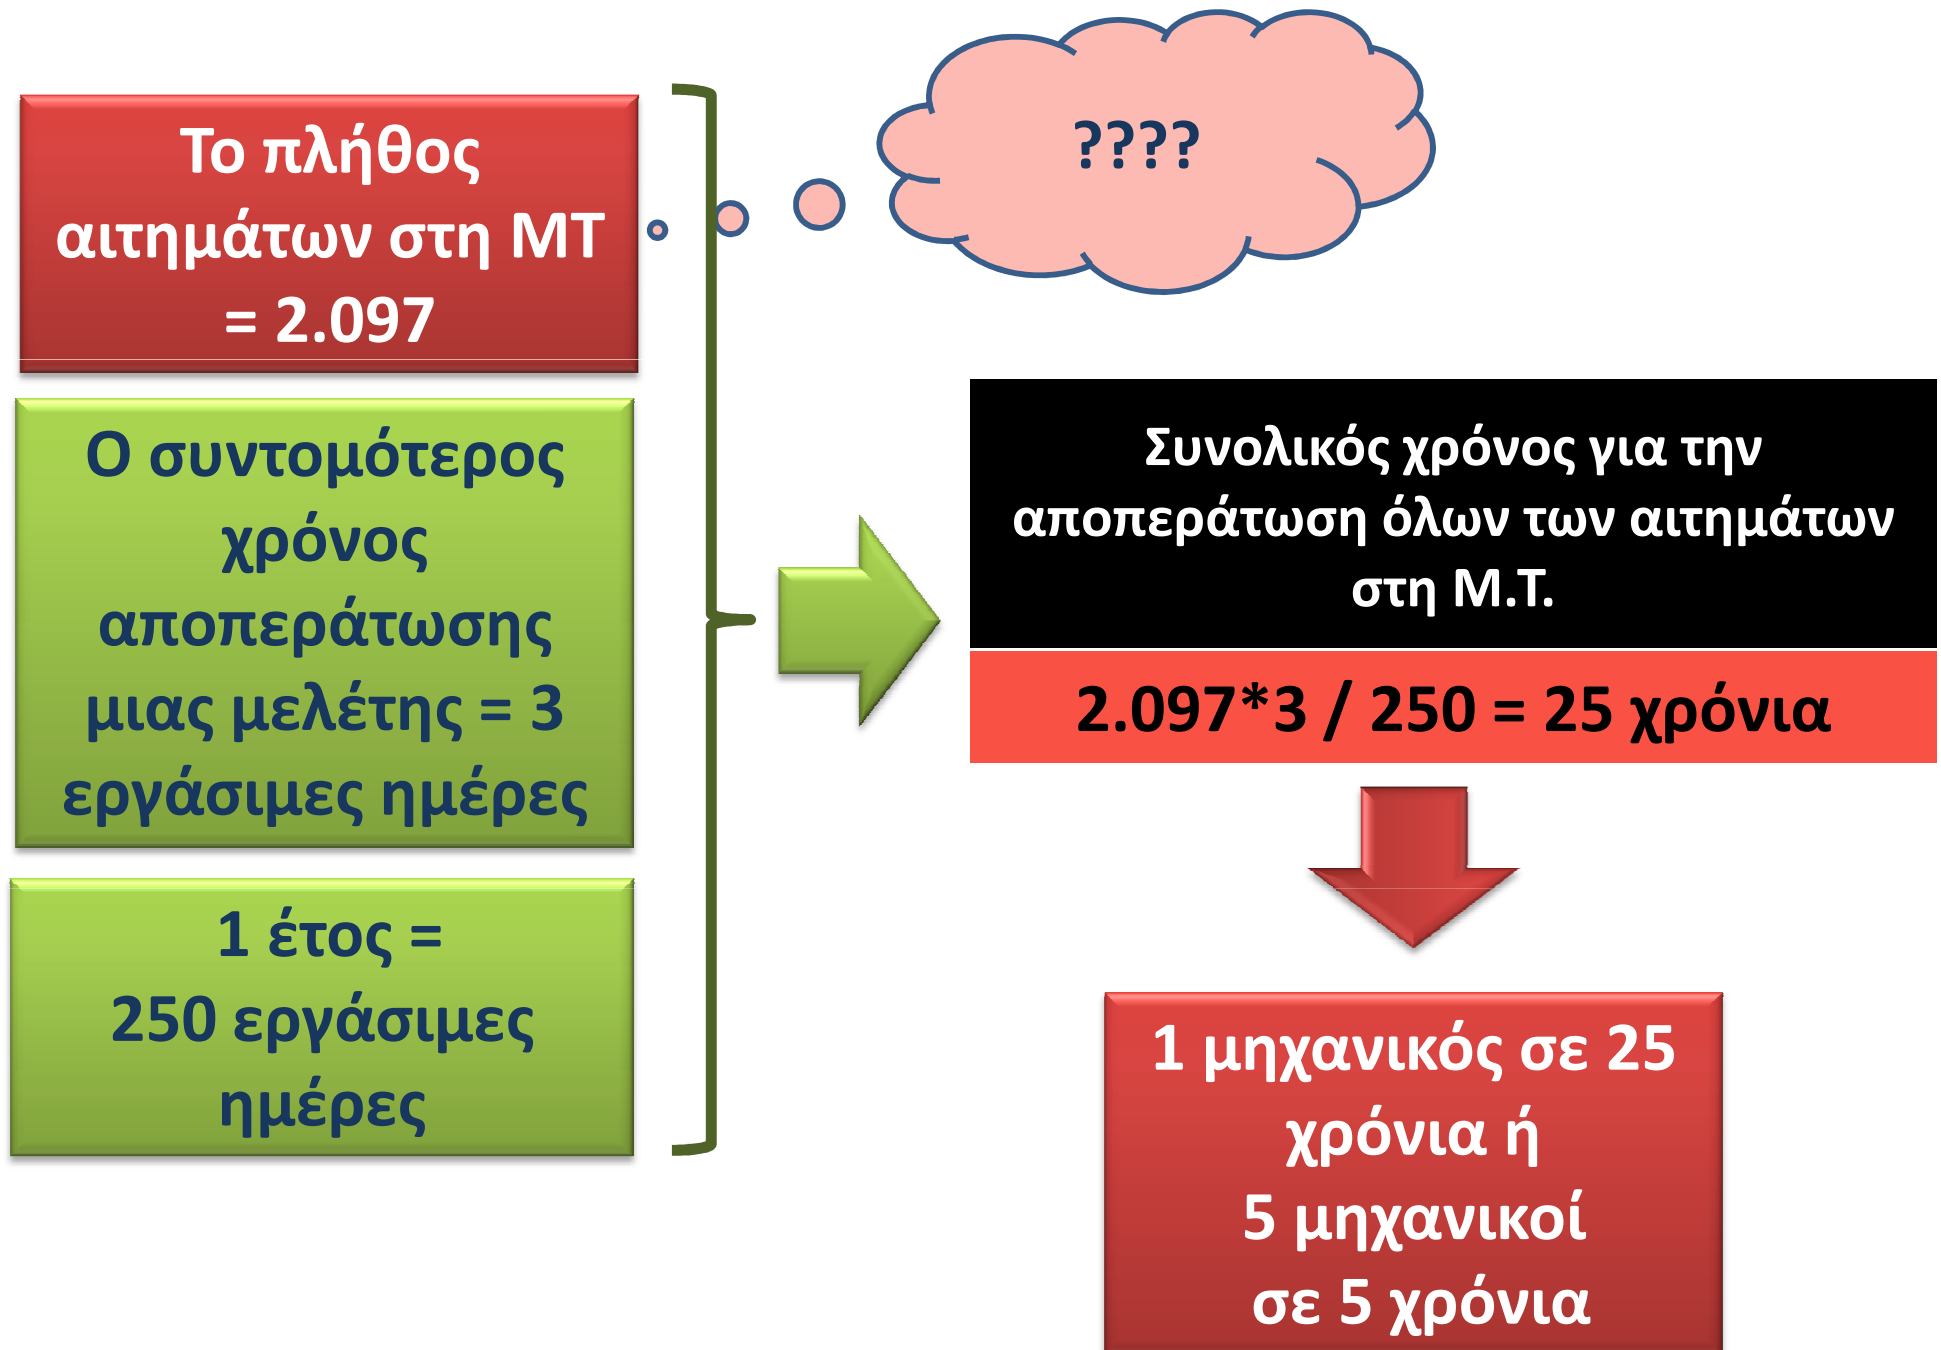 Το πλήθος
αιτημάτων στη ΜΤ
= 2.097
????
Ο συντομότερος
χρόνος
αποπεράτωσης
μιας μελέτης = 3
εργάσιμες ημέρες
1 έτος =
250 εργάσιμες
ημέρες
Συνολικός χρόνος για την
αποπεράτωση όλων των αιτημάτων
στη Μ.Τ.
2.097*3 / 250 = 25 χρόνια
1 μηχανικός σε 25
χρόνια ή
5 μηχανικοί
σε 5 χρόνια